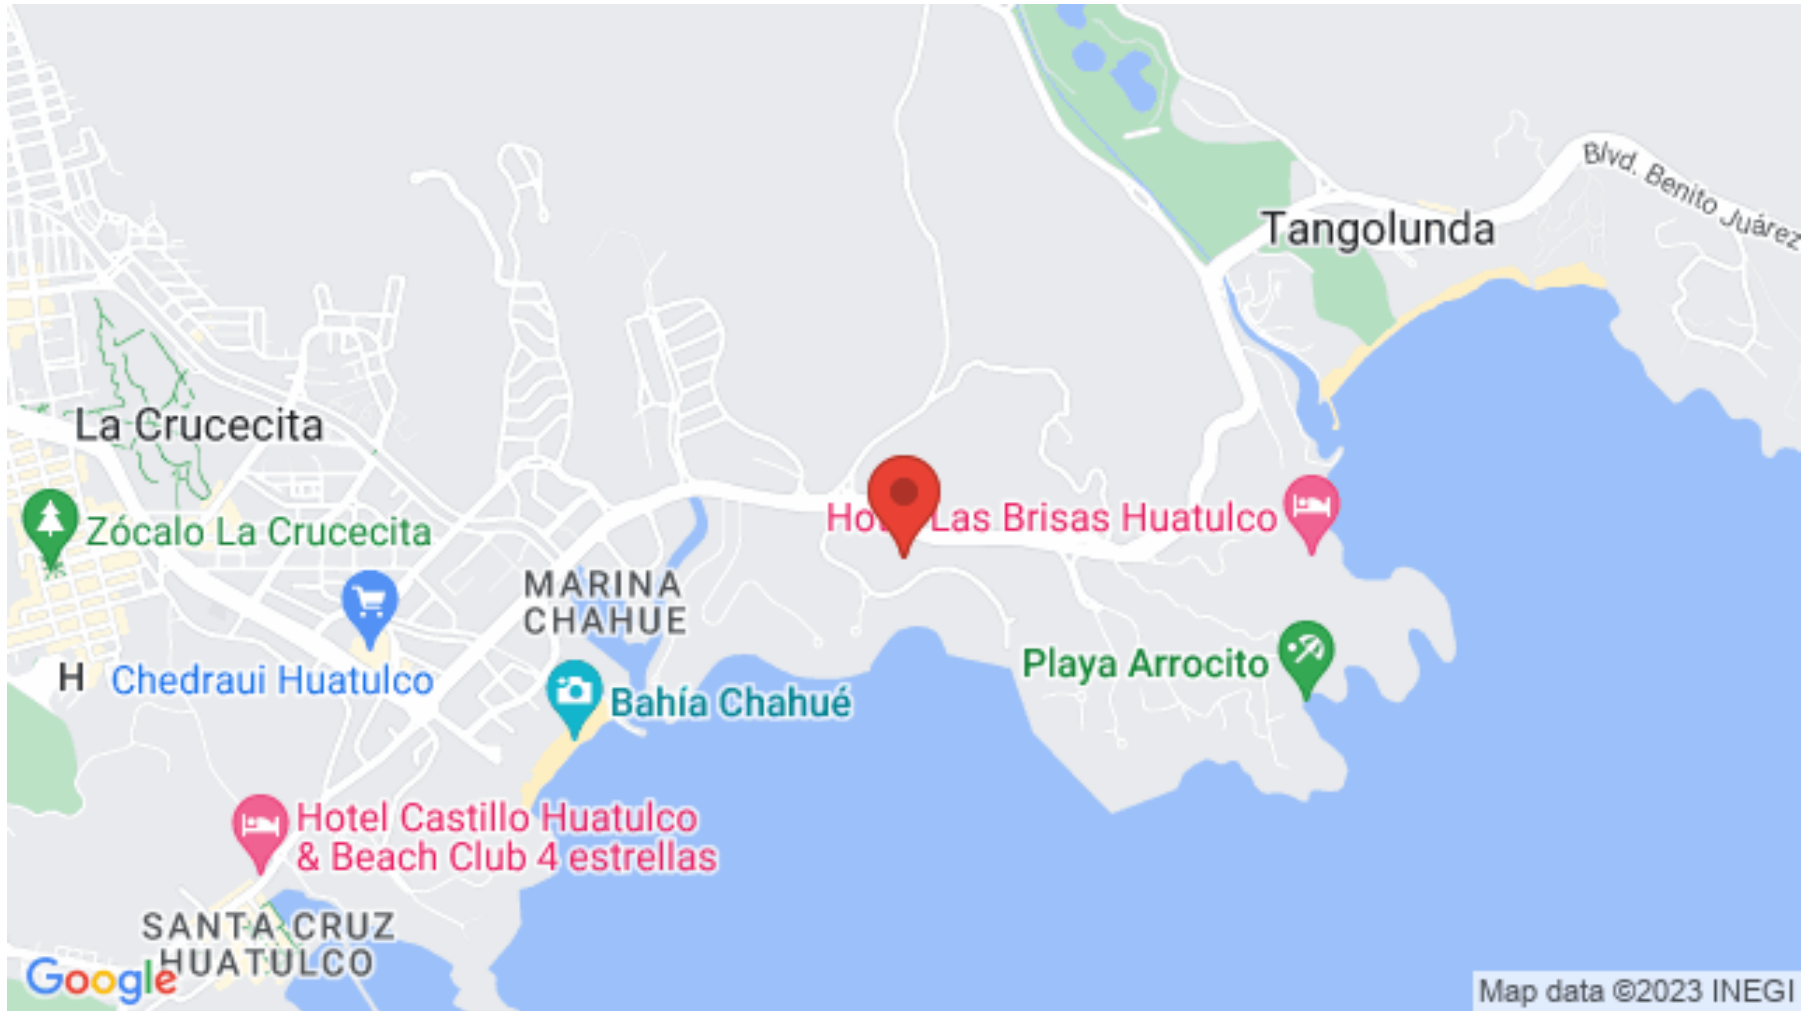 Blvd. Benito Juárez
Tangolunda
La Crucecita
Zócalo La Crucecita
Las Brisas Huatulco
MARINA
CHAHUE
Playa Arrocito
H
Chedraui Huatulco
Bahía Chahué
Hotel Castillo Huatulco
& Beach Club 4 estrellas
SANTA CRUZ
HUATULCO
Google
Map data ©2023 INEGI